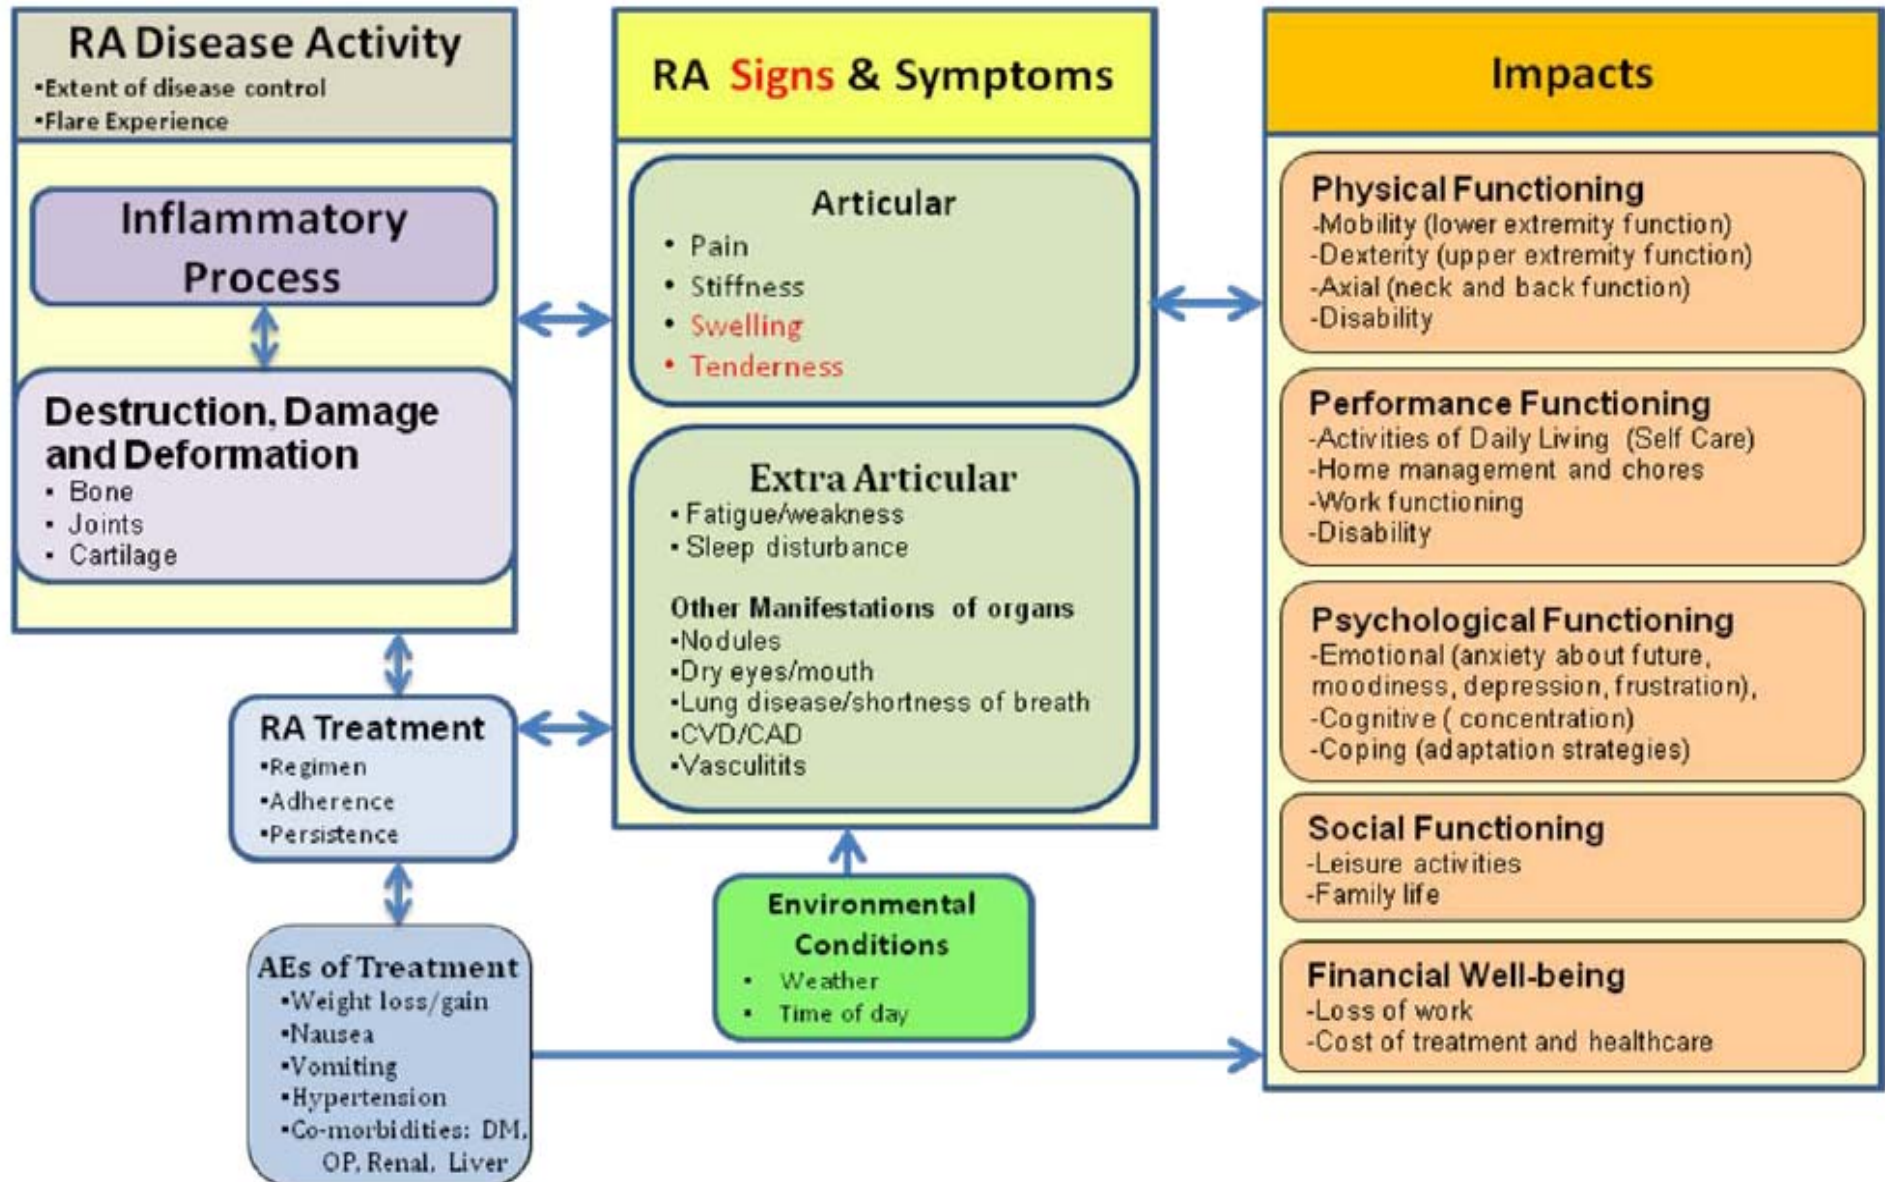 RA Disease Activity
▪Extent of disease control
▪Flare Experience
Inflammatory
Process
Destruction, Damage
and Deformation
▪ Bone
▪ Joints
▪ Cartilage
RA Treatment
▪Regimen
▪Adherence
▪Persistence
AEs of Treatment
▪Weight loss/gain
▪Nausea
▪Vomiting
▪Hypertension
▪Co-morbidities: DM,
OP, Renal, Liver
RA Signs & Symptoms
Articular
• Pain
• Stiffness
• Swelling
• Tenderness
Extra Articular
▪Fatigue/weakness
▪Sleep disturbance
Other Manifestations of organs
▪Nodules
▪Dry eyes/mouth
▪Lung disease/shortness of breath
▪CVD/CAD
▪Vasculitits
Environmental
Conditions
▪ Weather
▪ Time of day
Impacts
Physical Functioning
-Mobility (lower extremity function)
-Dexterity (upper extremity function)
-Axial (neck and back function)
-Disability
Performance Functioning
-Activities of Daily Living (Self Care)
-Home management and chores
-Work functioning
-Disability
Psychological Functioning
-Emotional (anxiety about future,
moodiness, depression, frustration),
-Cognitive ( concentration)
-Coping (adaptation strategies)
Social Functioning
-Leisure activities
-Family life
Financial Well-being
-Loss of work
-Cost of treatment and healthcare